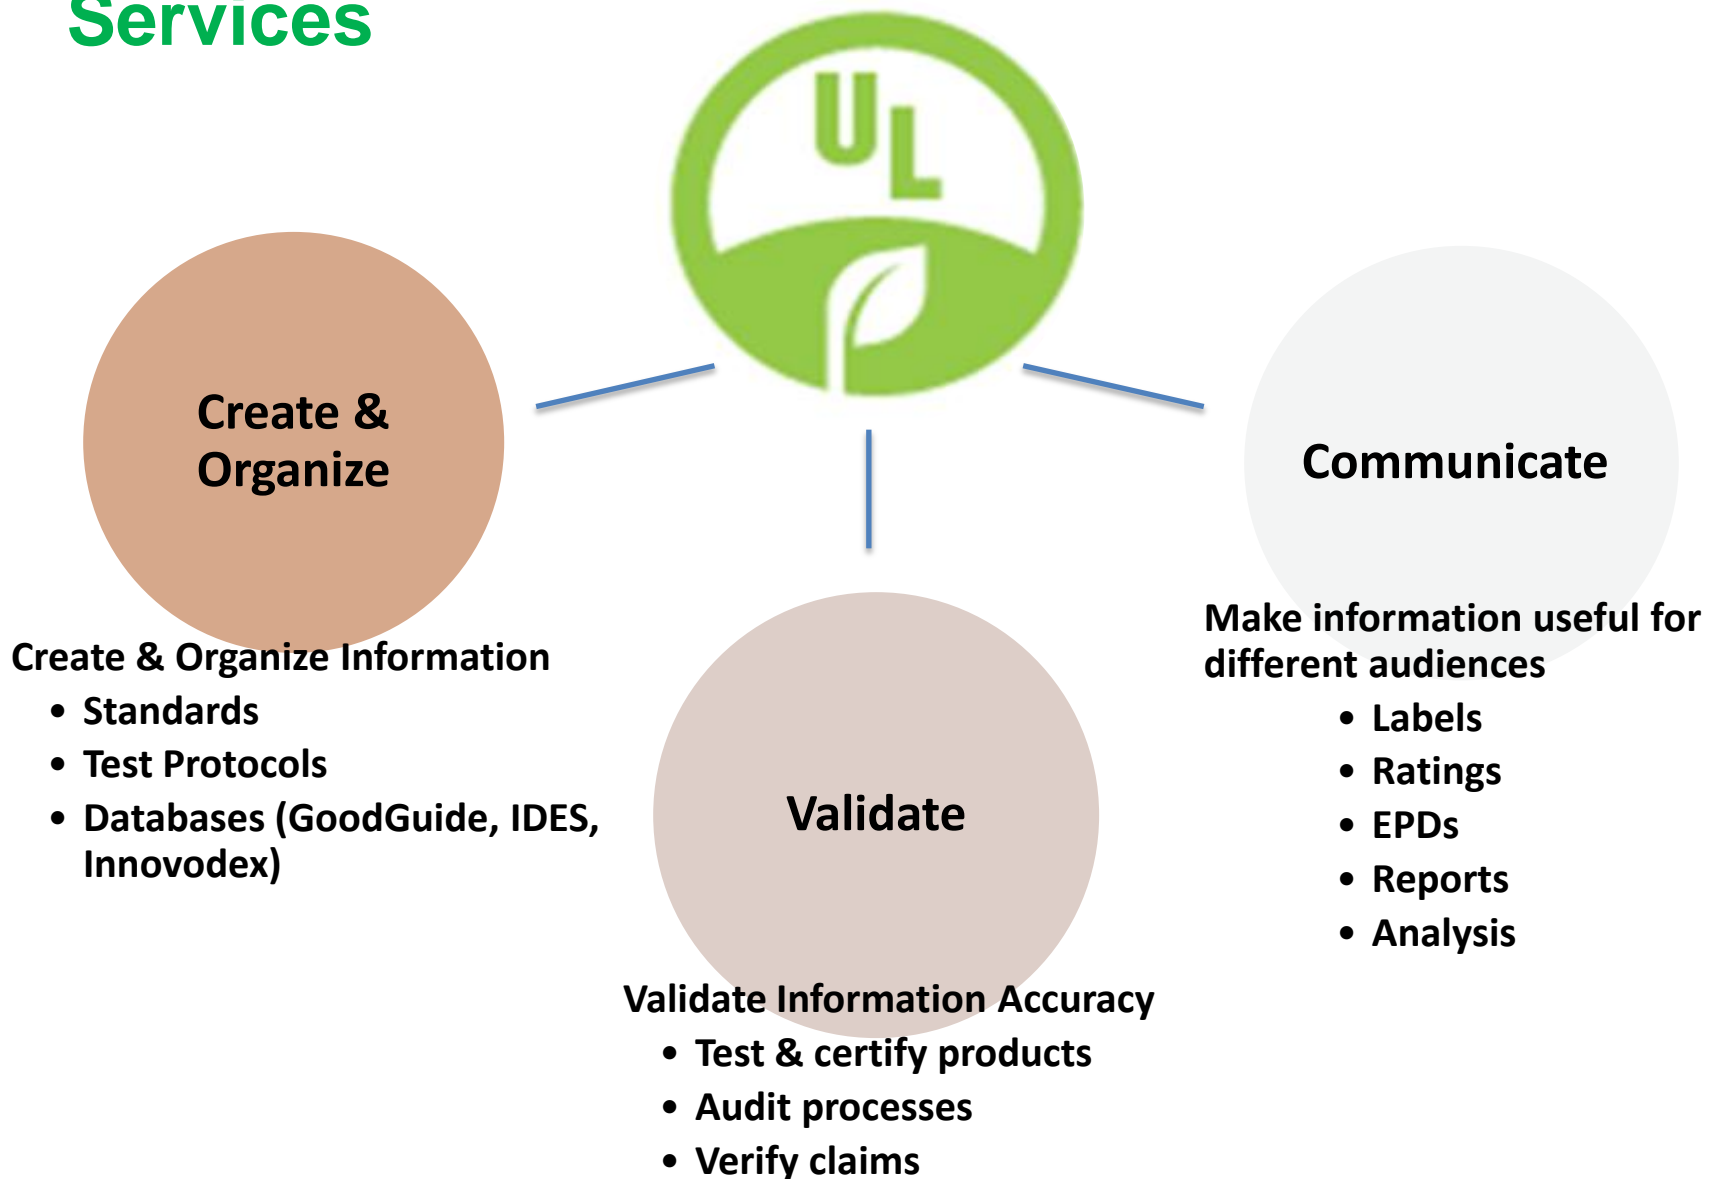 Services
UL
Create &
Organize
Create & Organize Information
• Standards
• Test Protocols
• Databases (GoodGuide, IDES,
Innovodex)
Validate
Validate Information Accuracy
• Test & certify products
• Audit processes
• Verify claims
Communicate
Make information useful for
different audiences
• Labels
• Ratings
• EPDs
• Reports
• Analysis